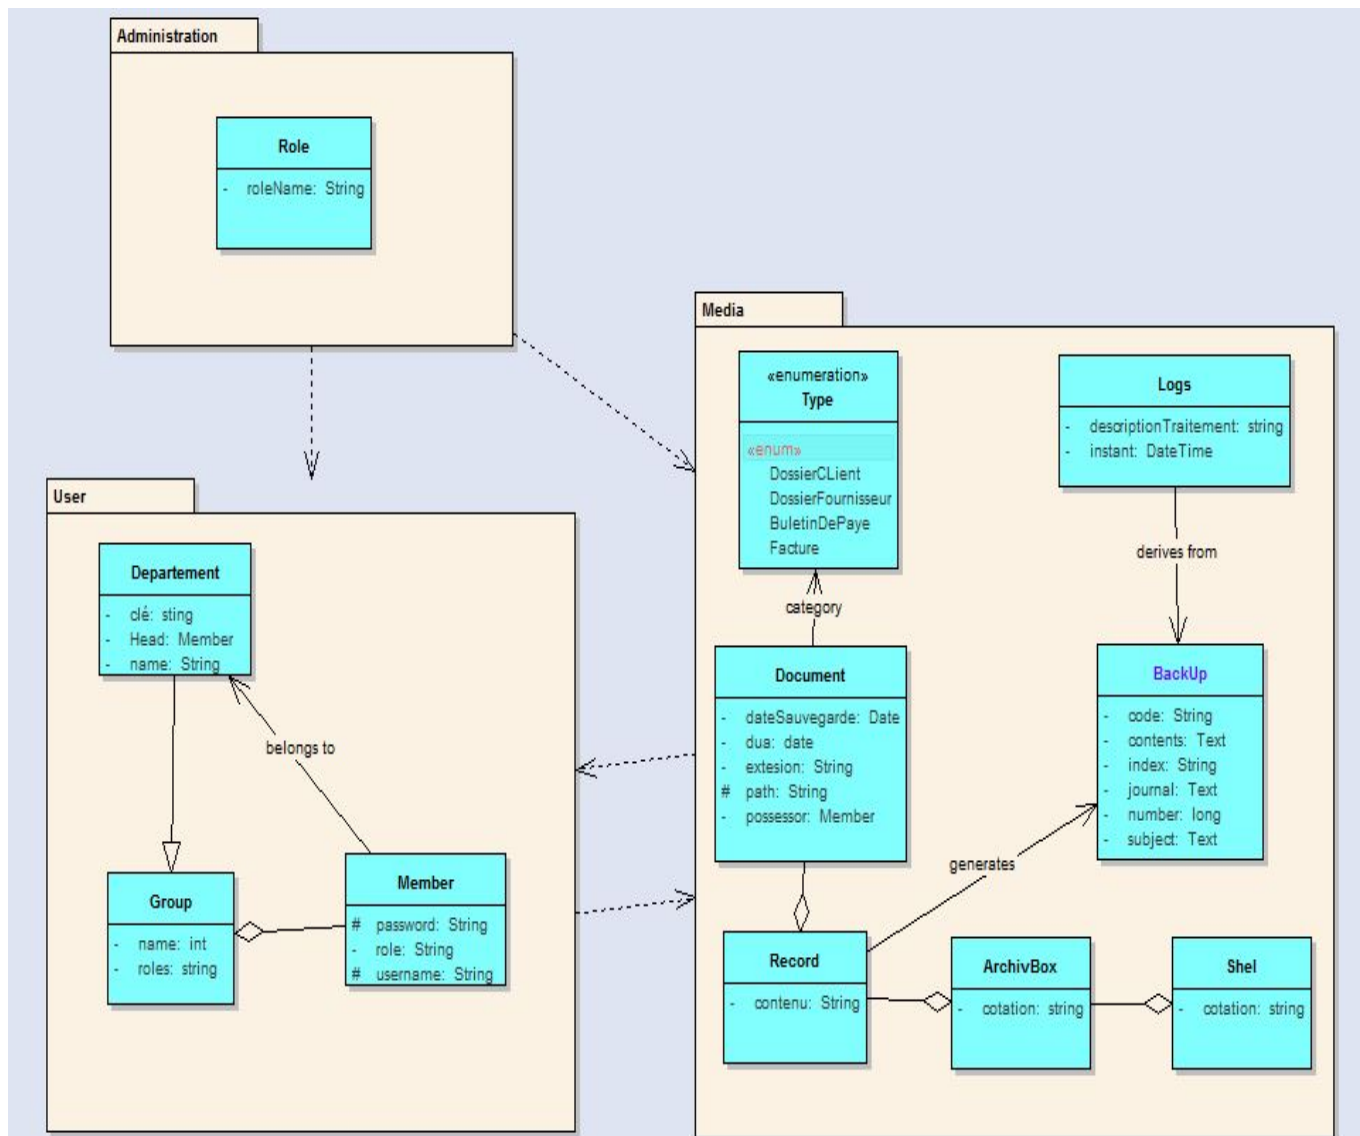 Administration
Role
- roleName: String
Media
«enumeration»
Type
«enum»
DossierCLient
DossierFournisseur
BuletinDePaye
Facture
Logs
- descriptionTraitement: string
- instant: DateTime
derives from
category
User
Departement
- clé: sting
- Head: Member
- name: String
belongs to
Group
- name: int
- roles: string
Member
# password: String
- role: String
# username: String
Document
- dateSauvegarde: Date
- dua: date
- extesion: String
# path: String
- possessor: Member
BackUp
- code: String
- contents: Text
- index: String
- journal: Text
- number: long
- subject: Text
generates
Record
- contenu: String
ArchivBox
- cotation: string
Shel
- cotation: string